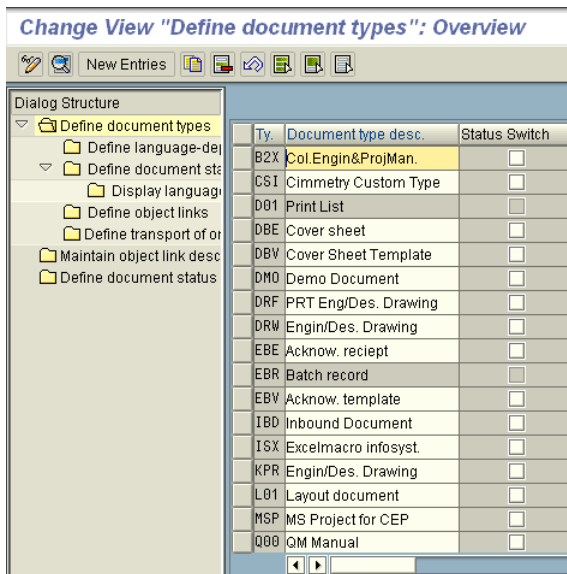 Change View "Define document types": Overview
New Entries
Dialog Structure
Define document types
Define language-de
Define document sta
Display languag
Define object links
Define transport of or
Maintain object link desc
Define document status
Ty. Document type desc. Status Switch
B2X Col.Engin&ProjMan.
CSI Cimmetry Custom Type
D01 Print List
DBE Cover sheet
DBV Cover Sheet Template
DMO Demo Document
DRF PRT Eng/Des. Drawing
DRW Engin/Des. Drawing
EBE Acknow. reciept
EBR Batch record
EBV Acknow. template
IBD Inbound Document
ISX Excelmacro infosyst.
KPR Engin/Des. Drawing
L01 Layout document
MSP MS Project for CEP
Q00 QM Manual